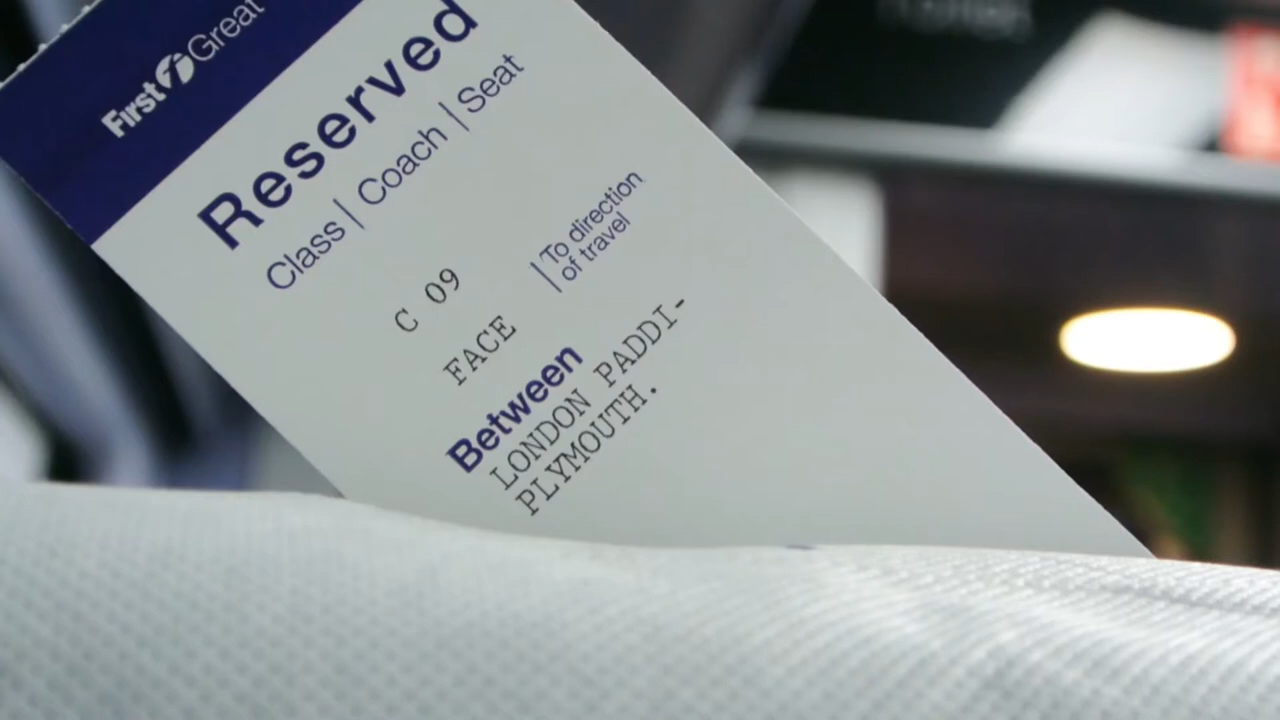 First Great
Reserved
Class | Coach | Seat
C 09
FACE
| To direction
of travel
Between
LONDON PADDI-
PLYMOUTH.